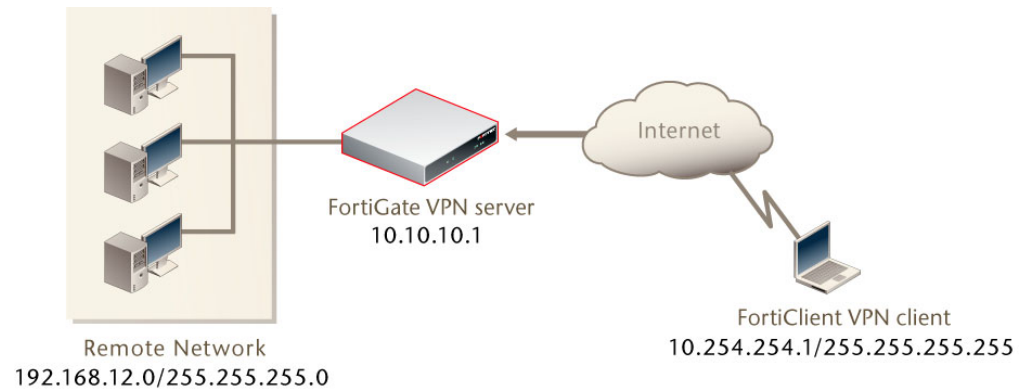 Internet
FortiGate VPN server
10.10.10.1
FortiClient VPN client
10.254.254.1/255.255.255.255
Remote Network
192.168.12.0/255.255.255.0